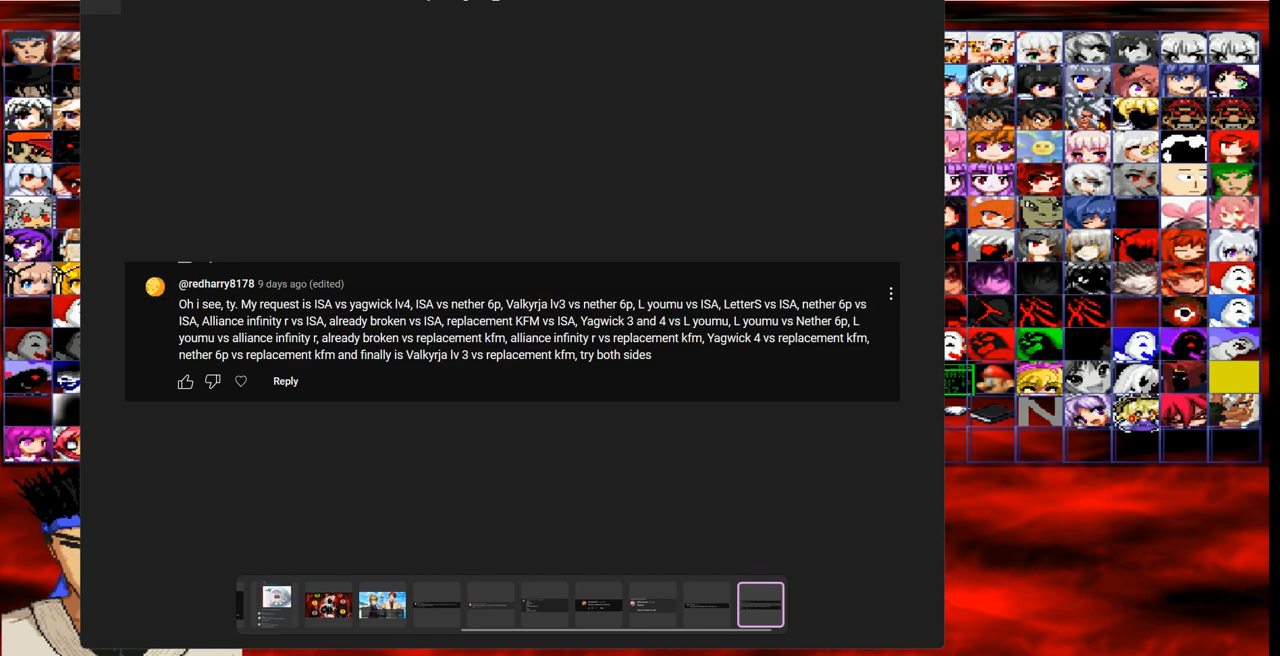 @redharry8178 9 days ago (edited)
Oh i see, ty. My request is ISA vs yagwick lv4, ISA vs nether 6p, Valkyrja lv3 vs nether 6p, L youmu vs ISA, LetterS vs ISA, nether 6p vs
ISA, Alliance infinity r vs ISA, already broken vs ISA, replacement KFM vs ISA, Yagwick 3 and 4 vs L youmu, L youmu vs Nether 6p, L
youmu vs alliance infinity r, already broken vs replacement kfm, alliance infinity r vs replacement kfm, Yagwick 4 vs replacement kfm,
nether 6p vs replacement kfm and finally is Valkyrja lv 3 vs replacement kfm, try both sides
Reply
N